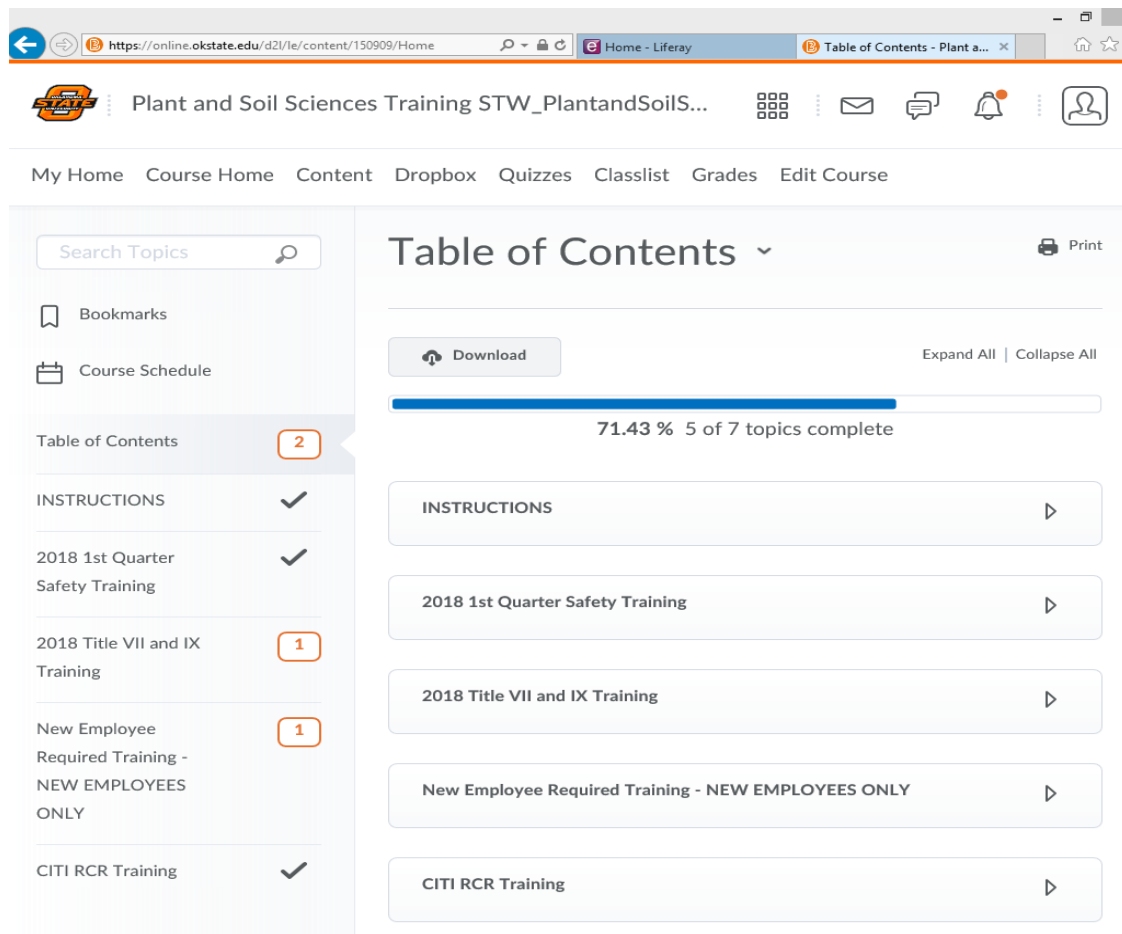 https://online.okstate.edu/d2l/le/content/150909/Home
Home - Liferay
Table of Contents - Plant a...
OKLAHOMA
STATE
UNIVERSITY
Plant and Soil Sciences Training STW_PlantandSoilS...
My Home Course Home Content Dropbox Quizzes Classlist Grades Edit Course
Search Topics
Bookmarks
Course Schedule
Table of Contents 2
INSTRUCTIONS
2018 1st Quarter
Safety Training
2018 Title VII and IX 1
Training
New Employee 1
Required Training -
NEW EMPLOYEES
ONLY
CITI RCR Training
Table of Contents
Print
Download
Expand All | Collapse All
71.43 % 5 of 7 topics complete
INSTRUCTIONS
2018 1st Quarter Safety Training
2018 Title VII and IX Training
New Employee Required Training - NEW EMPLOYEES ONLY
CITI RCR Training